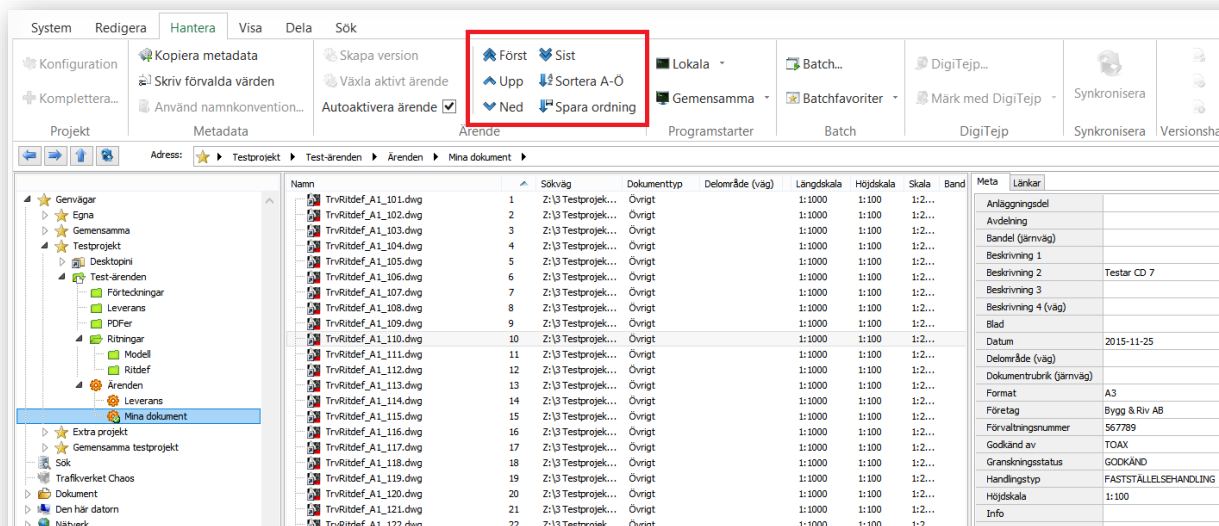 System Redigera Hantera Visa Dela Sök
Konfiguration Kopiera metadata Skapa version Först Sist Lokala Batch... DigiTejp...
Skriv förvalda värden Växla aktivt ärende Upp Sortera A-Ö Synkronisera
Komplettera... Använd namnkonvention... Autoaktivera ärende Ned Spara ordning Gemensamma Batchfavoriter Märk med DigiTejp
Projekt Metadata Ärende Programstarter Batch DigiTejp Synkronisera Versionsha
Adress: Testprojekt Test-ärenden Ärenden Mina dokument
Genvägar
Egna
Gemensamma
Testprojekt
Desktopini
Test-ärenden
Förteckningar
Leverans
PDFer
Ritningar
Modell
Ritdef
Ärenden
Leverans
Mina dokument
Extra projekt
Gemensamma testprojekt
Sök
Trafikverket Chaos
Dokument
Den här datorn
Nätverk
Namn Sökväg Dokumenttyp Delområde (väg) Längdskala Höjdskala Skala Band
TrvRitdef_A1_101.dwg 1 Z:\3 Testprojek... Övrigt 1:1000 1:100 1:2...
TrvRitdef_A1_102.dwg 2 Z:\3 Testprojek... Övrigt 1:1000 1:100 1:2...
TrvRitdef_A1_103.dwg 3 Z:\3 Testprojek... Övrigt 1:1000 1:100 1:2...
TrvRitdef_A1_104.dwg 4 Z:\3 Testprojek... Övrigt 1:1000 1:100 1:2...
TrvRitdef_A1_105.dwg 5 Z:\3 Testprojek... Övrigt 1:1000 1:100 1:2...
TrvRitdef_A1_106.dwg 6 Z:\3 Testprojek... Övrigt 1:1000 1:100 1:2...
TrvRitdef_A1_107.dwg 7 Z:\3 Testprojek... Övrigt 1:1000 1:100 1:2...
TrvRitdef_A1_108.dwg 8 Z:\3 Testprojek... Övrigt 1:1000 1:100 1:2...
TrvRitdef_A1_109.dwg 9 Z:\3 Testprojek... Övrigt 1:1000 1:100 1:2...
TrvRitdef_A1_110.dwg 10 Z:\3 Testprojek... Övrigt 1:1000 1:100 1:2...
TrvRitdef_A1_111.dwg 11 Z:\3 Testprojek... Övrigt 1:1000 1:100 1:2...
TrvRitdef_A1_112.dwg 12 Z:\3 Testprojek... Övrigt 1:1000 1:100 1:2...
TrvRitdef_A1_113.dwg 13 Z:\3 Testprojek... Övrigt 1:1000 1:100 1:2...
TrvRitdef_A1_114.dwg 14 Z:\3 Testprojek... Övrigt 1:1000 1:100 1:2...
TrvRitdef_A1_115.dwg 15 Z:\3 Testprojek... Övrigt 1:1000 1:100 1:2...
TrvRitdef_A1_116.dwg 16 Z:\3 Testprojek... Övrigt 1:1000 1:100 1:2...
TrvRitdef_A1_117.dwg 17 Z:\3 Testprojek... Övrigt 1:1000 1:100 1:2...
TrvRitdef_A1_118.dwg 18 Z:\3 Testprojek... Övrigt 1:1000 1:100 1:2...
TrvRitdef_A1_119.dwg 19 Z:\3 Testprojek... Övrigt 1:1000 1:100 1:2...
TrvRitdef_A1_120.dwg 20 Z:\3 Testprojek... Övrigt 1:1000 1:100 1:2...
TrvRitdef_A1_121.dwg 21 Z:\3 Testprojek... Övrigt 1:1000 1:100 1:2...
TrvRitdef_A1_122.dwg 22 Z:\3 Testprojek... Övrigt 1:1000 1:100 1:2...
Meta Länkar
Anläggningsdel
Avdelning
Bandel (järnväg)
Beskrivning 1
Beskrivning 2 Testar CD 7
Beskrivning 3
Beskrivning 4 (väg)
Blad
Datum 2015-11-25
Delområde (väg)
Dokumentrubrik (järnväg)
Format A3
Företag Bygg & Riv AB
Förvaltningsnummer 567789
Godkänd av TOAX
Granskningsstatus GODKÄND
Handlingstyp FASTSTÄLLELSEHANDLING
Höjdskala 1:100
Info